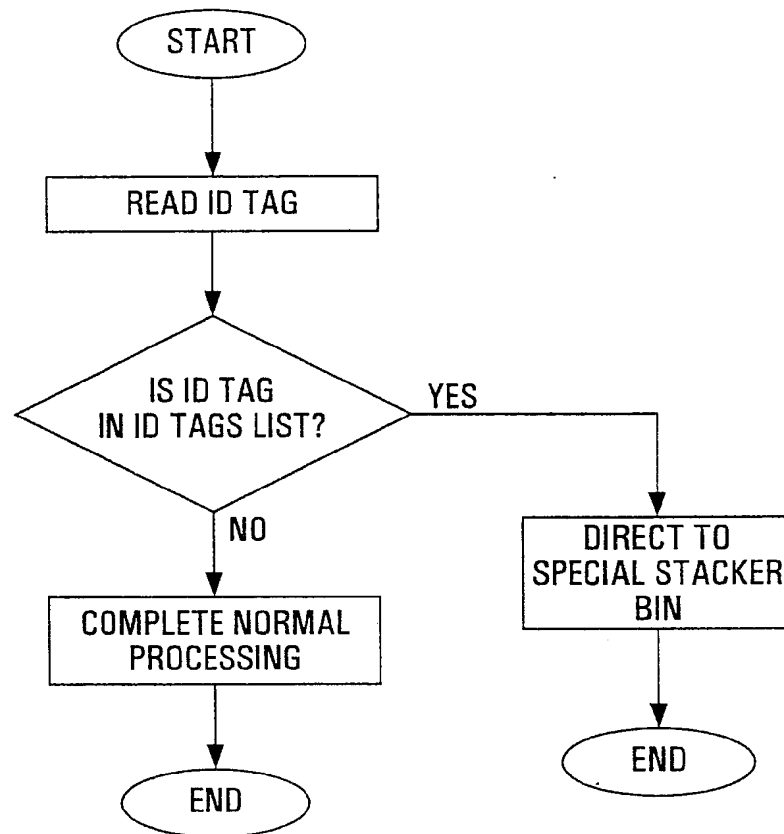 START
READ ID TAG
IS ID TAG
IN ID TAGS LIST?
YES
NO
DIRECT TO
SPECIAL STACKER
BIN
COMPLETE NORMAL
PROCESSING
END
END